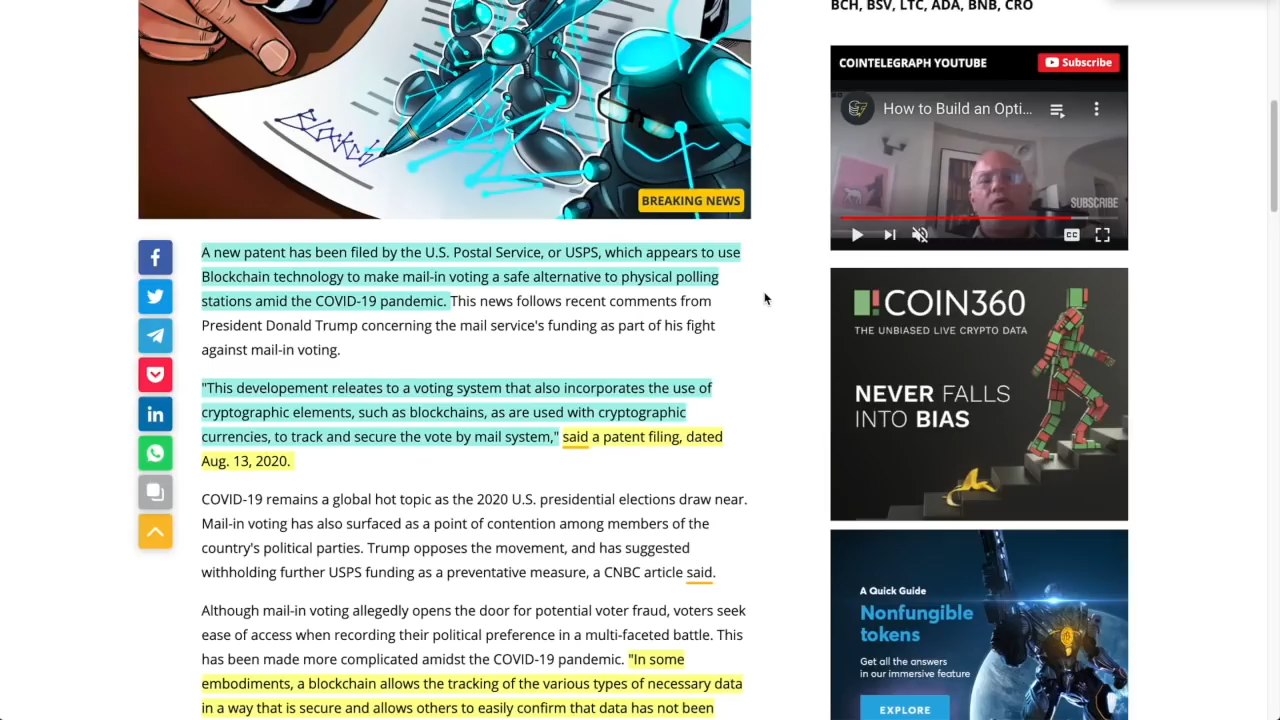 BCH, BSV, LTC, ADA, BNB, CRO
Blocks
BREAKING NEWS
A new patent has been filed by the U.S. Postal Service, or USPS, which appears to use
Blockchain technology to make mail-in voting a safe alternative to physical polling
stations amid the COVID-19 pandemic. This news follows recent comments from
President Donald Trump concerning the mail service's funding as part of his fight
against mail-in voting.
"This developement releates to a voting system that also incorporates the use of
cryptographic elements, such as blockchains, as are used with cryptographic
currencies, to track and secure the vote by mail system," said a patent filing, dated
Aug. 13, 2020.
COVID-19 remains a global hot topic as the 2020 U.S. presidential elections draw near.
Mail-in voting has also surfaced as a point of contention among members of the
country's political parties. Trump opposes the movement, and has suggested
withholding further USPS funding as a preventative measure, a CNBC article said.
Although mail-in voting allegedly opens the door for potential voter fraud, voters seek
ease of access when recording their political preference in a multi-faceted battle. This
has been made more complicated amidst the COVID-19 pandemic. "In some
embodiments, a blockchain allows the tracking of the various types of necessary data
in a way that is secure and allows others to easily confirm that data has not been
COINTELEGRAPH YOUTUBE
Subscribe
How to Build an Opti...
SUBSCRIBE
CC
COIN360
THE UNBIASED LIVE CRYPTO DATA
NEVER FALLS
INTO BIAS
A Quick Guide
Nonfungible
tokens
Get all the answers
in our immersive feature
EXPLORE